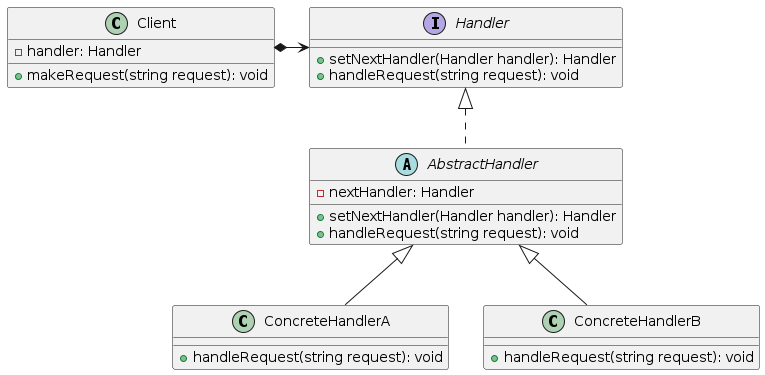 C Client
handler: Handler
makeRequest(string request): void
I Handler
setNextHandler(Handler handler): Handler
handleRequest(string request): void
A AbstractHandler
nextHandler: Handler
setNextHandler(Handler handler): Handler
handleRequest(string request): void
C ConcreteHandlerA
handleRequest(string request): void
C ConcreteHandlerB
handleRequest(string request): void